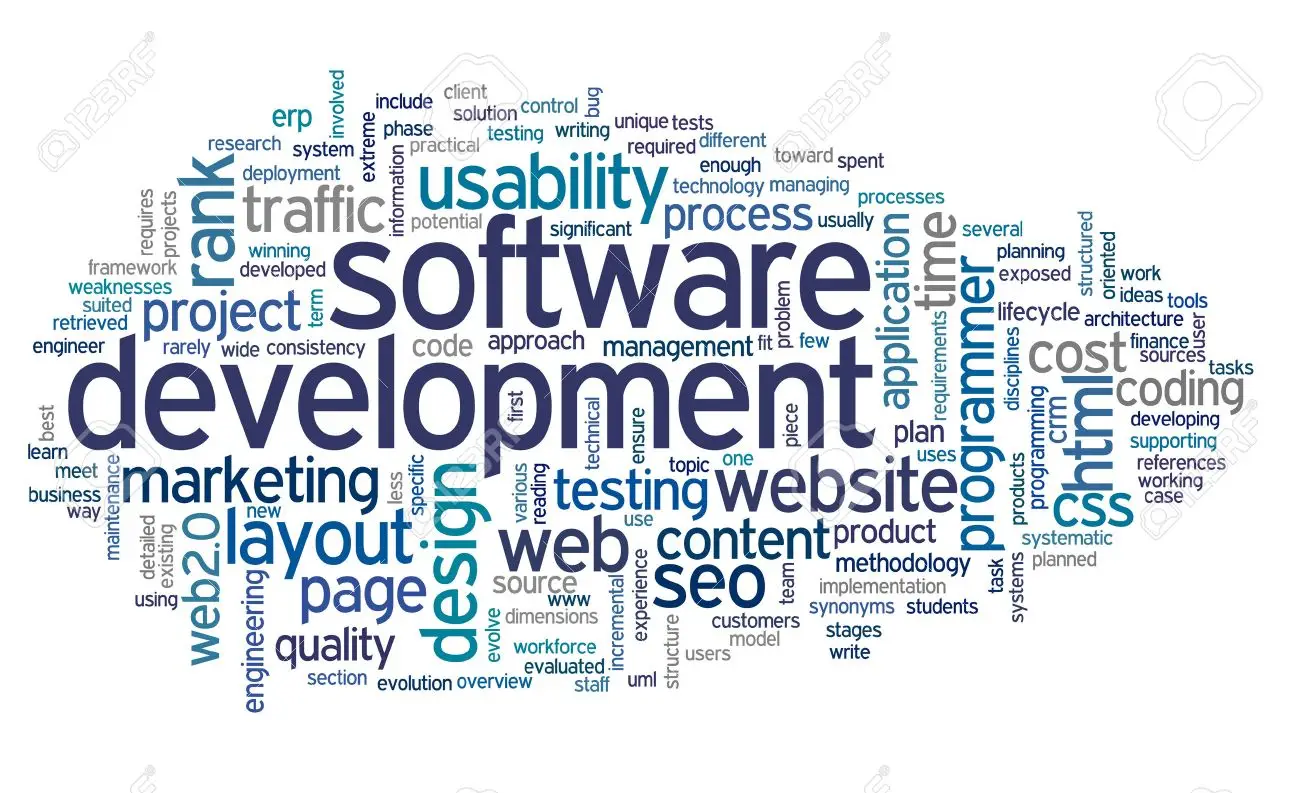 123RF
123RF
involved
include
client
bug
erp
phase
solution
control
unique tests
research
system
extreme
practical
testing
writing
required
different
deployment
information
usability
enough
toward
spent
technology
managing
requires
projects
rank
traffic
potential
significant
process
usually
processes
winning
software
application
time
several
framework
developed
planning
structured
weaknesses
term
problem
exposed
oriented
work
suited
project
programmer
lifecycle
ideas
tools
retrieved
code
approach
requirements
architecture
user
engineer
rarely
wide
consistency
management
fit
few
disciplines
cost
finance
sources
development
html
coding
tasks
best
first
technical
ensure
piece
programming
crm
developing
learn
plan
supporting
meet
marketing
less
specific
design
various
reading
testing
topic
one
website
uses
products
css
references
business
working
way
maintenance
case
web2.0
new
layout
use
content
product
systematic
detailed
existing
web
methodology
task
planned
engineering
page
source
seo
implementation
using
www
incremental
experience
team
synonyms
students
systems
dimensions
customers
quality
evolve
structure
model
stages
workforce
users
write
section
evolution
overview
evaluated
staff
uml